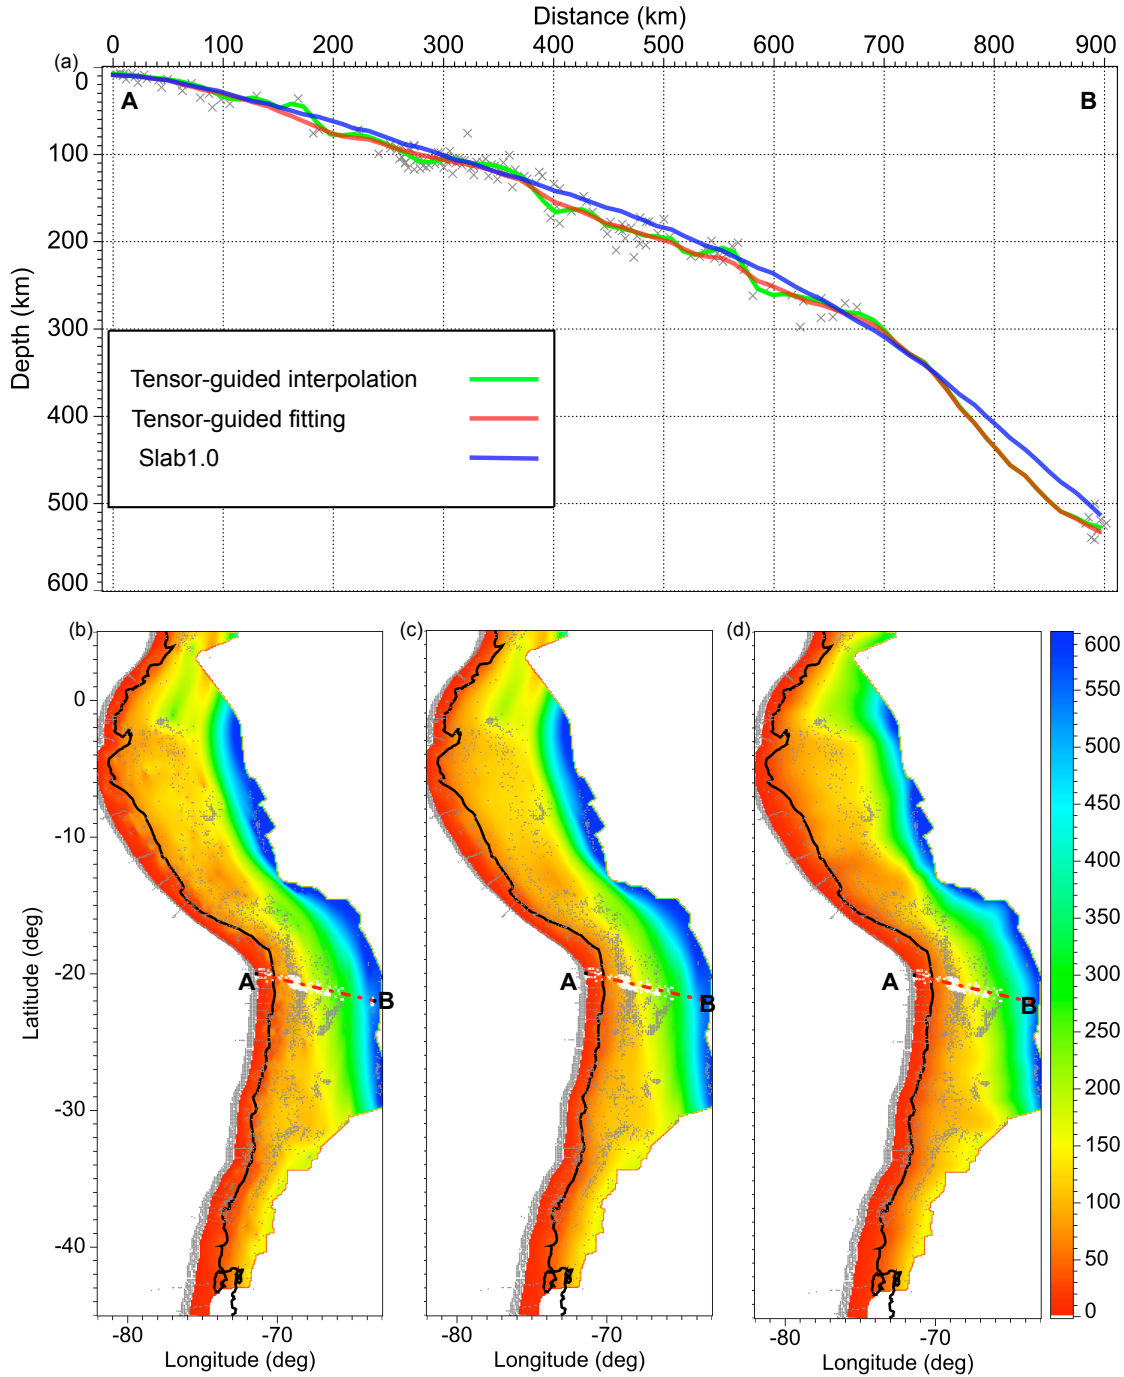 Distance (km)
(a)
0 100 200 300 400 500 600 700 800 900
A
B
0
100
200
300
400
500
600
Depth (km)
Tensor-guided interpolation
Tensor-guided fitting
Slab1.0
(b)
(c)
(d)
0
-10
-20
-30
-40
Latitude (deg)
A
B
A
B
A
B
600
550
500
450
400
350
300
250
200
150
100
50
0
-80 -70
-80 -70
-80 -70
Longitude (deg)
Longitude (deg)
Longitude (deg)